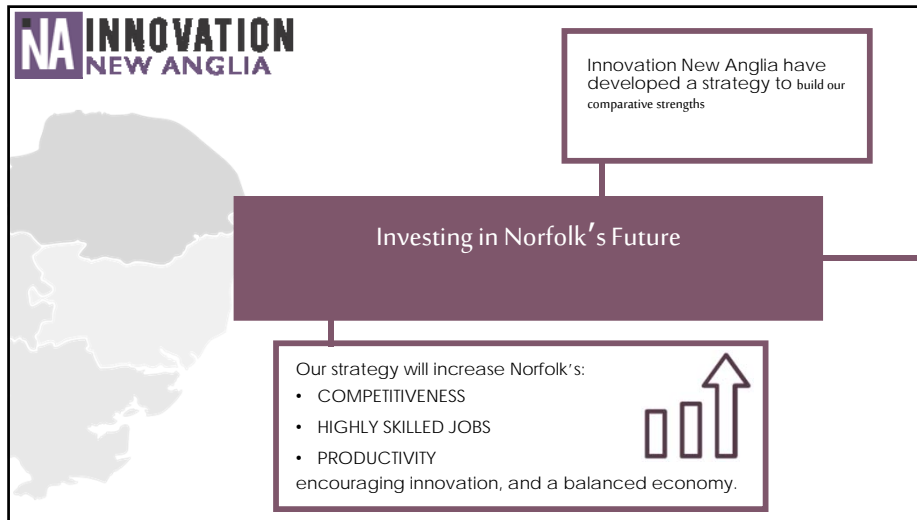 iNA INNOVATION
NEW ANGLIA
Innovation New Anglia have
developed a strategy to build our
comparative strengths
Investing in Norfolk’s Future
Our strategy will increase Norfolk’s:
• COMPETITIVENESS
• HIGHLY SKILLED JOBS
• PRODUCTIVITY
encouraging innovation, and a balanced economy.